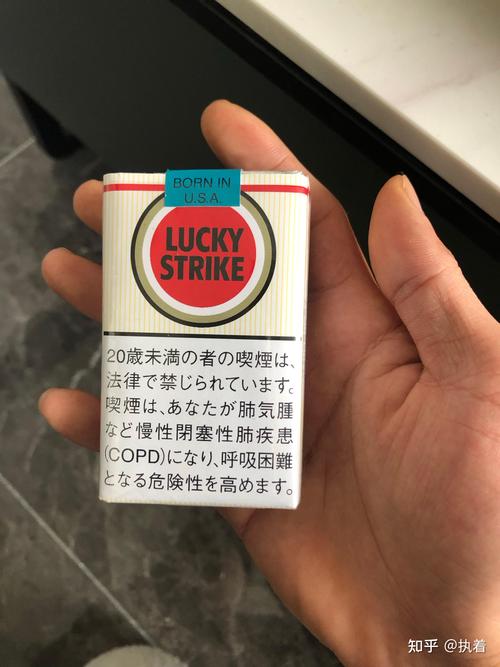 BORN IN
U.S.A.
LUCKY
STRIKE
20歳未満の者の喫煙は、
法律で禁じられています。
喫煙は、あなたが肺気腫
など慢性閉塞性肺疾患
(COPD)になり、呼吸困難
となる危険性を高めます。
知乎 @执着